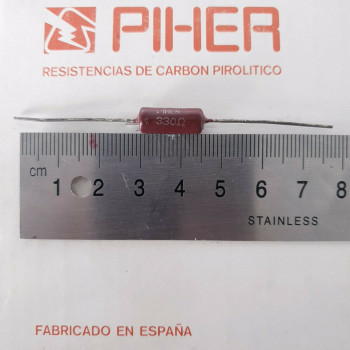 PIHER
RESISTENCIAS DE CARBON PIROLITICO
PIHER
330Ω
cm 1 2 3 4 5 6 7 8
STAINLESS
FABRICADO EN ESPAÑA